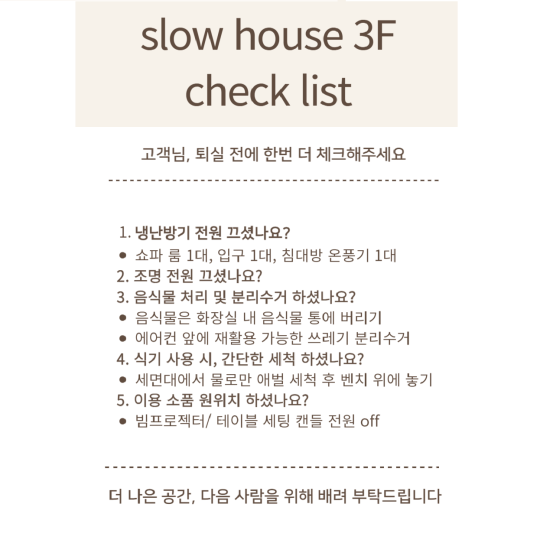 slow house 3F
check list
고객님, 퇴실 전에 한번 더 체크해주세요
1. 냉난방기 전원 끄셨나요?
• 쇼파 룸 1대, 입구 1대, 침대방 온풍기 1대
2. 조명 전원 끄셨나요?
3. 음식물 처리 및 분리수거 하셨나요?
• 음식물은 화장실 내 음식물 통에 버리기
• 에어컨 앞에 재활용 가능한 쓰레기 분리수거
4. 식기 사용 시, 간단한 세척 하셨나요?
• 세면대에서 물로만 애벌 세척 후 벤치 위에 놓기
5. 이용 소품 원위치 하셨나요?
• 빔프로젝터/ 테이블 세팅 캔들 전원 off
더 나은 공간, 다음 사람을 위해 배려 부탁드립니다